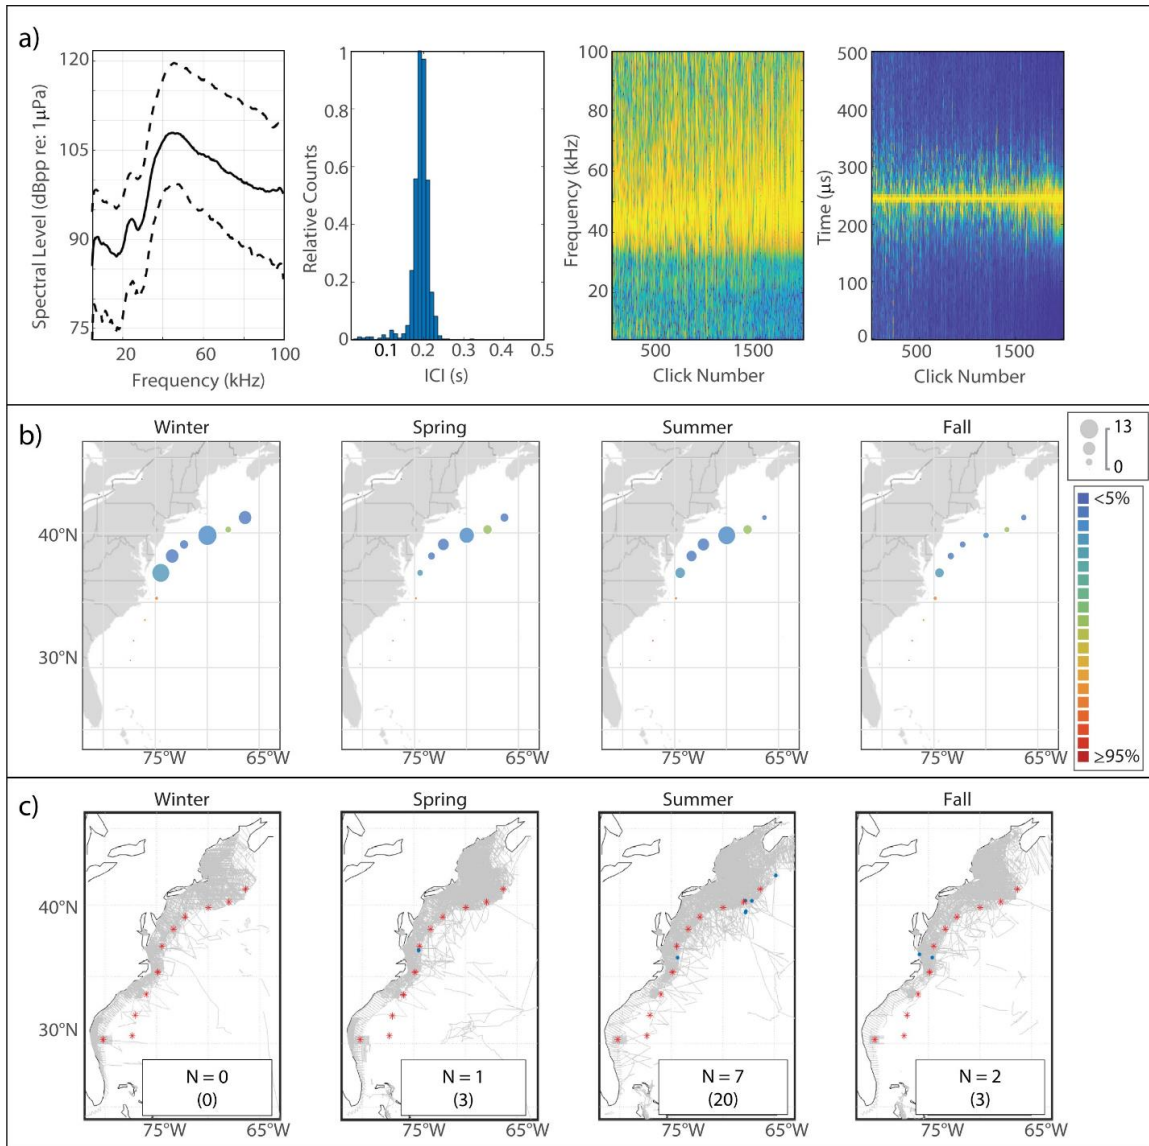 a)
120
105
90
75
Spectral Level (dBpp re: 1µPa)
20 60 100
Frequency (kHz)
1
0.8
0.6
0.4
0.2
0
Relative Counts
0.1 0.2 0.3 0.4 0.5
ICI (s)
100
80
60
40
20
Frequency (kHz)
500 1500
Click Number
500
400
300
200
100
0
Time (µs)
500 1500
Click Number
b)
Winter Spring Summer Fall
13
0
<5%
≥95%
40°N
30°N
75°W 65°W 75°W 65°W 75°W 65°W 75°W 65°W
c)
Winter Spring Summer Fall
40°N
30°N
N = 0
(0)
N = 1
(3)
N = 7
(20)
N = 2
(3)
75°W 65°W 75°W 65°W 75°W 65°W 75°W 65°W